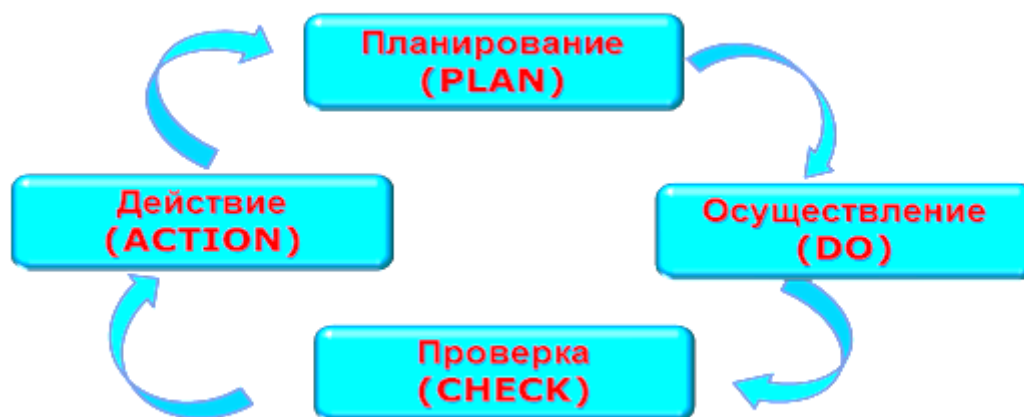 Планирование
(PLAN)
Действие
(ACTION)
Осуществление
(DO)
Проверка
(CHECK)